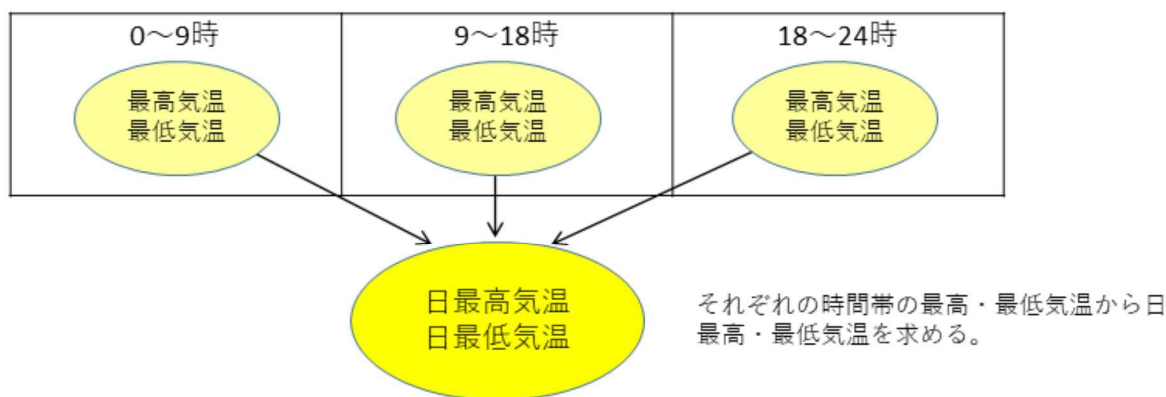 0～9時
9～18時
18～24時
最高気温
最低気温
最高気温
最低気温
最高気温
最低気温
日最高気温
日最低気温
それぞれの時間帯の最高・最低気温から日
最高・最低気温を求める。